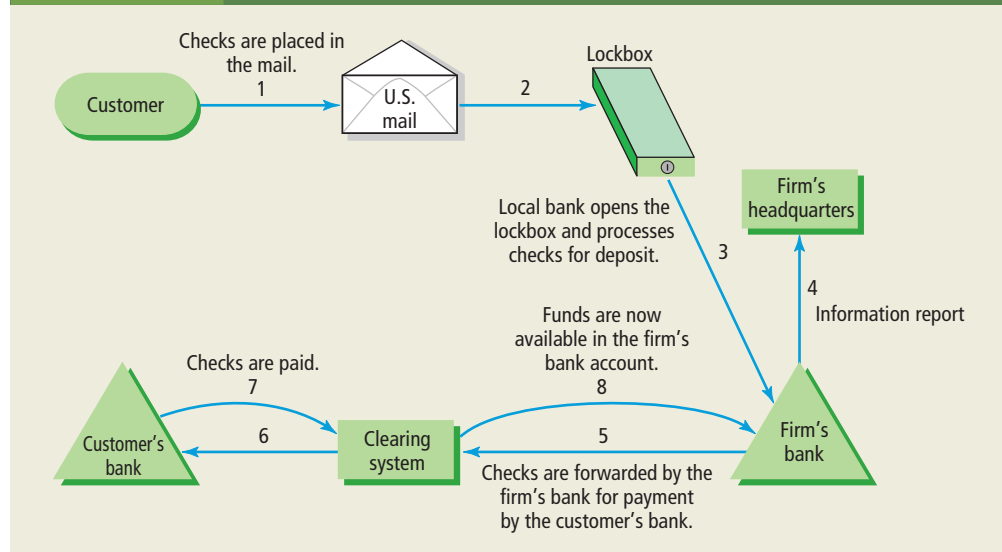 Checks are placed in
the mail.
1
Customer
U.S.
mail
2
Lockbox
Local bank opens the
lockbox and processes
checks for deposit.
3
Firm's
headquarters
4
Information report
Funds are now
available in the firm's
bank account.
Checks are paid.
7
8
Customer's
bank
6
Clearing
system
5
Firm's
bank
Checks are forwarded by the
firm's bank for payment
by the customer's bank.